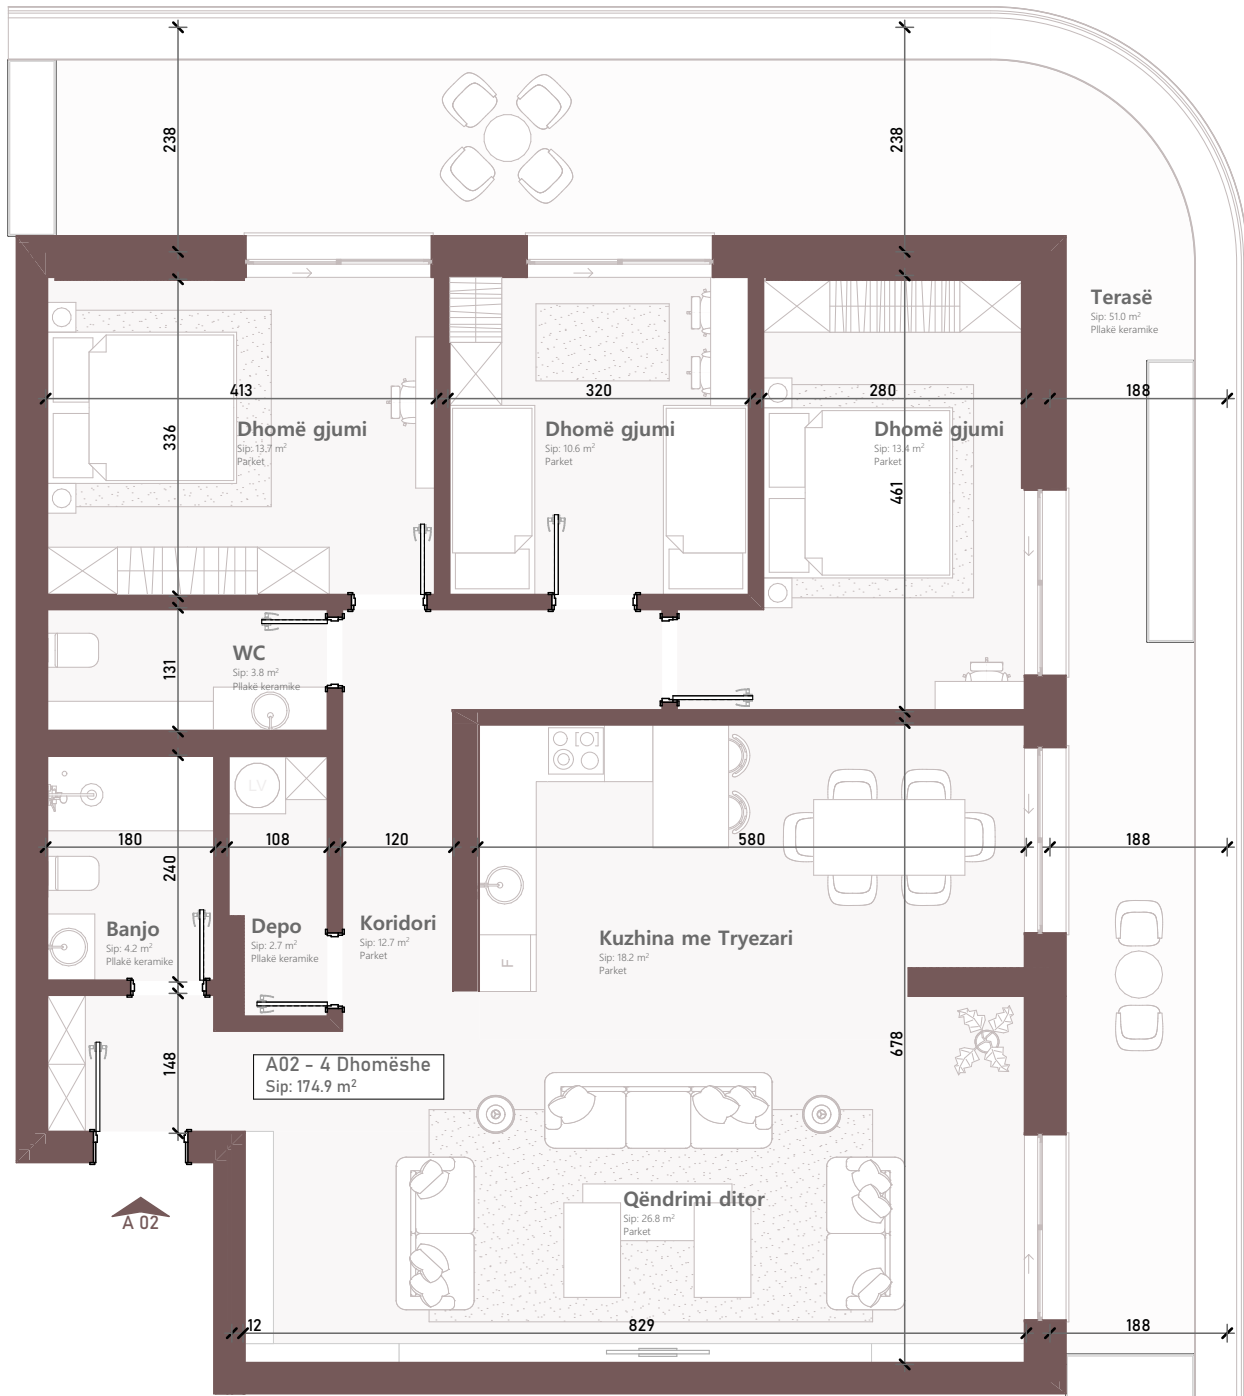 238
238
Terasë
Sip: 51.0 m²
Pllakë keramike
413
320
280
188
336
461
Dhomë gjumi
Sip: 13.7 m²
Parket
Dhomë gjumi
Sip: 10.6 m²
Parket
Dhomë gjumi
Sip: 13.4 m²
Parket
131
WC
Sip: 3.8 m²
Pllakë keramike
LV
180
108
120
580
188
240
Banjo
Sip: 4.2 m²
Pllakë keramike
Depo
Sip: 2.7 m²
Pllakë keramike
Koridori
Sip: 12.7 m²
Parket
Kuzhina me Tryezari
Sip: 18.2 m²
Parket
F
148
678
A02 - 4 Dhomëshe
Sip: 174.9 m²
A 02
Qëndrimi ditor
Sip: 26.8 m²
Parket
12
829
188